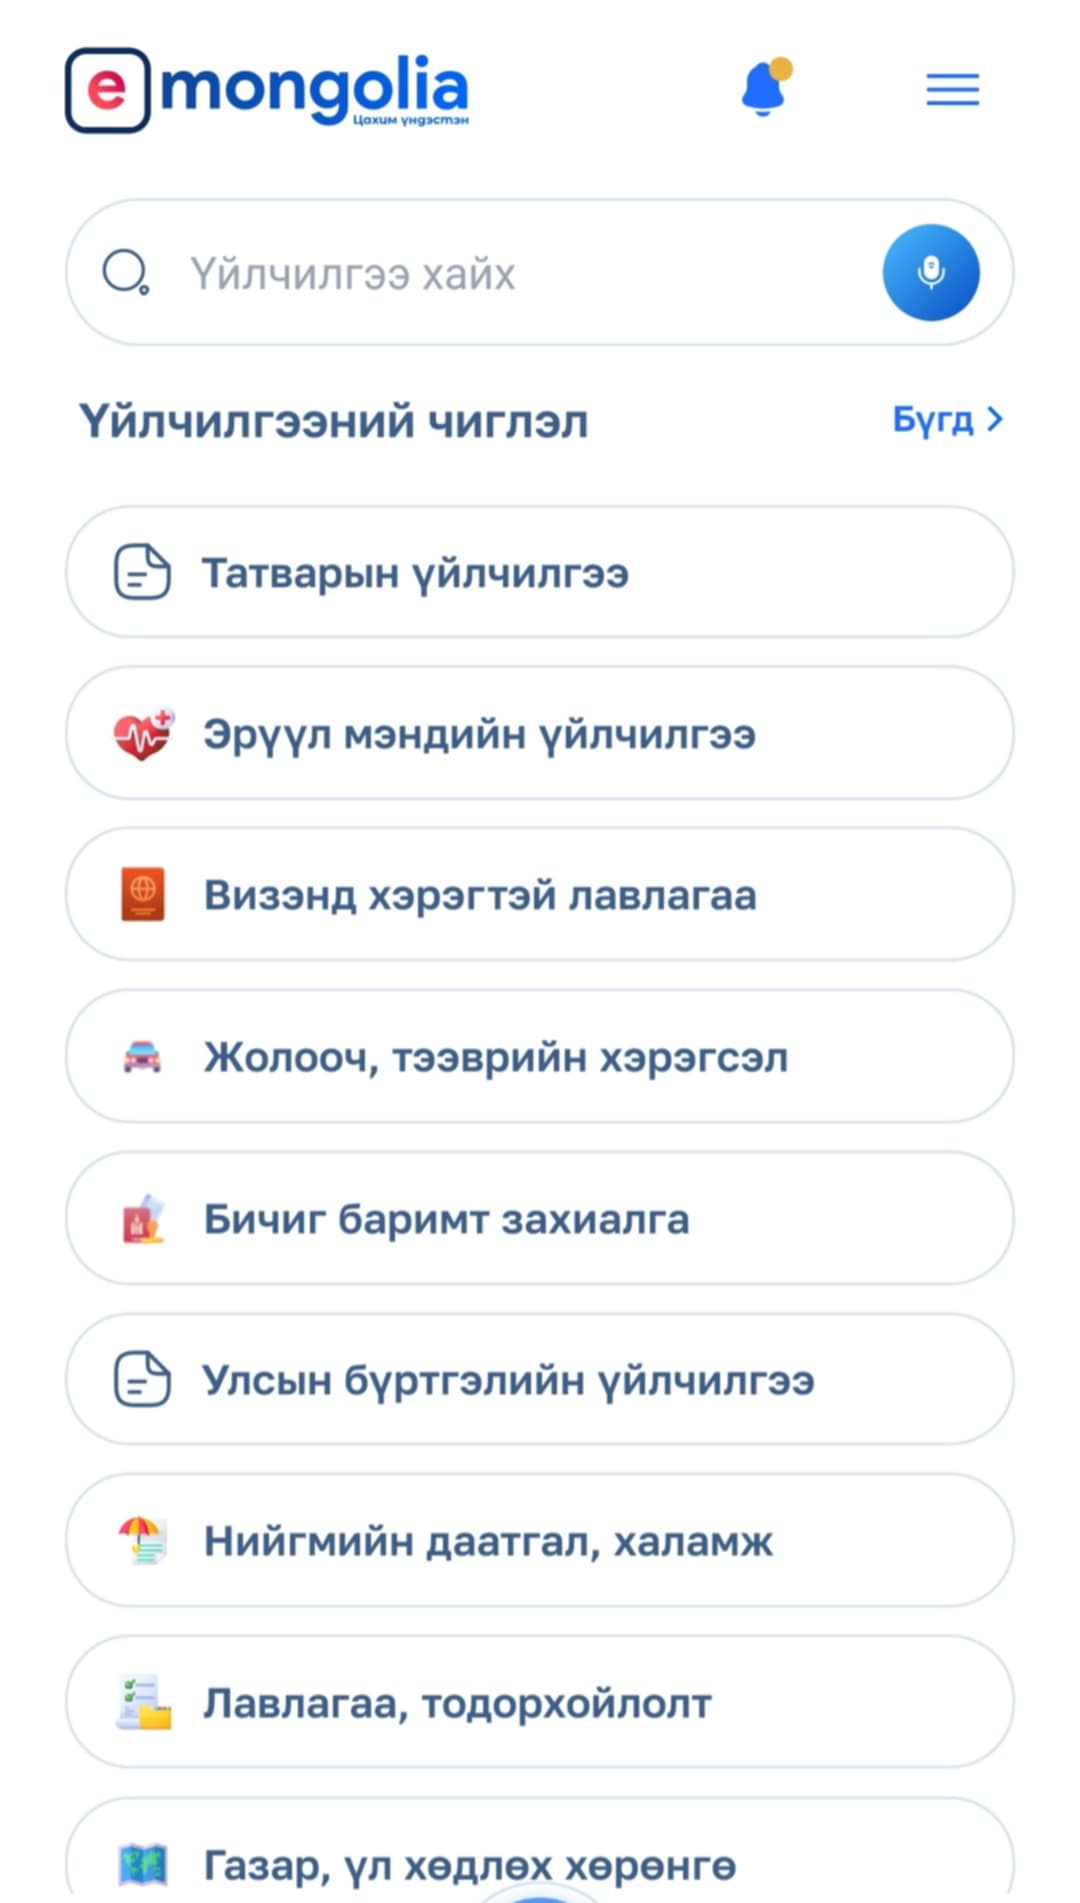 e mongolia
Цахим үндэстэн
Үйлчилгээ хайх
Үйлчилгээний чиглэл
Бүгд >
Татварын үйлчилгээ
Эрүүл мэндийн үйлчилгээ
Визэнд хэрэгтэй лавлагаа
Жолооч, тээврийн хэрэгсэл
Бичиг баримт захиалга
Улсын бүртгэлийн үйлчилгээ
Нийгмийн даатгал, халамж
Лавлагаа, тодорхойлолт
Газар, үл хөдлөх хөрөнгө